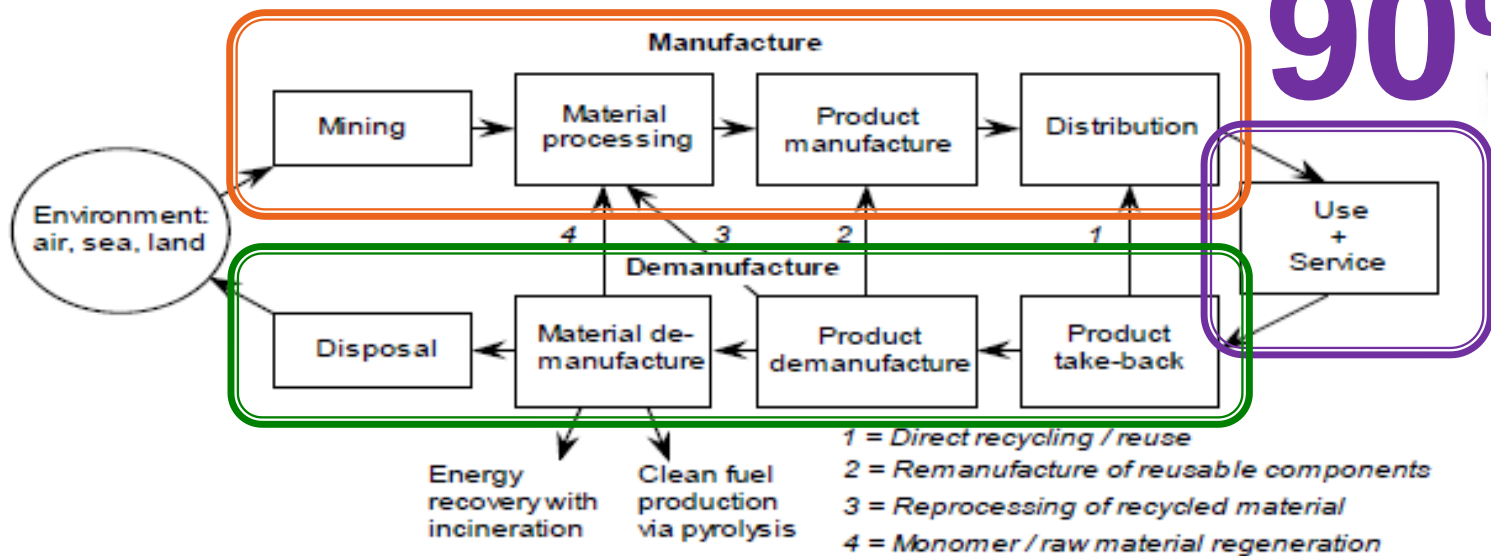 90%
Manufacture
Mining
Material
processing
Product
manufacture
Distribution
Environment:
air, sea, land
Use
+
Service
4
3
2
1
Demanufacture
Disposal
Material de-
manufacture
Product
demanufacture
Product
take-back
Energy
recovery with
incineration
Clean fuel
production
via pyrolysis
1 = Direct recycling / reuse
2 = Remanufacture of reusable components
3 = Reprocessing of recycled material
4 = Monomer / raw material regeneration